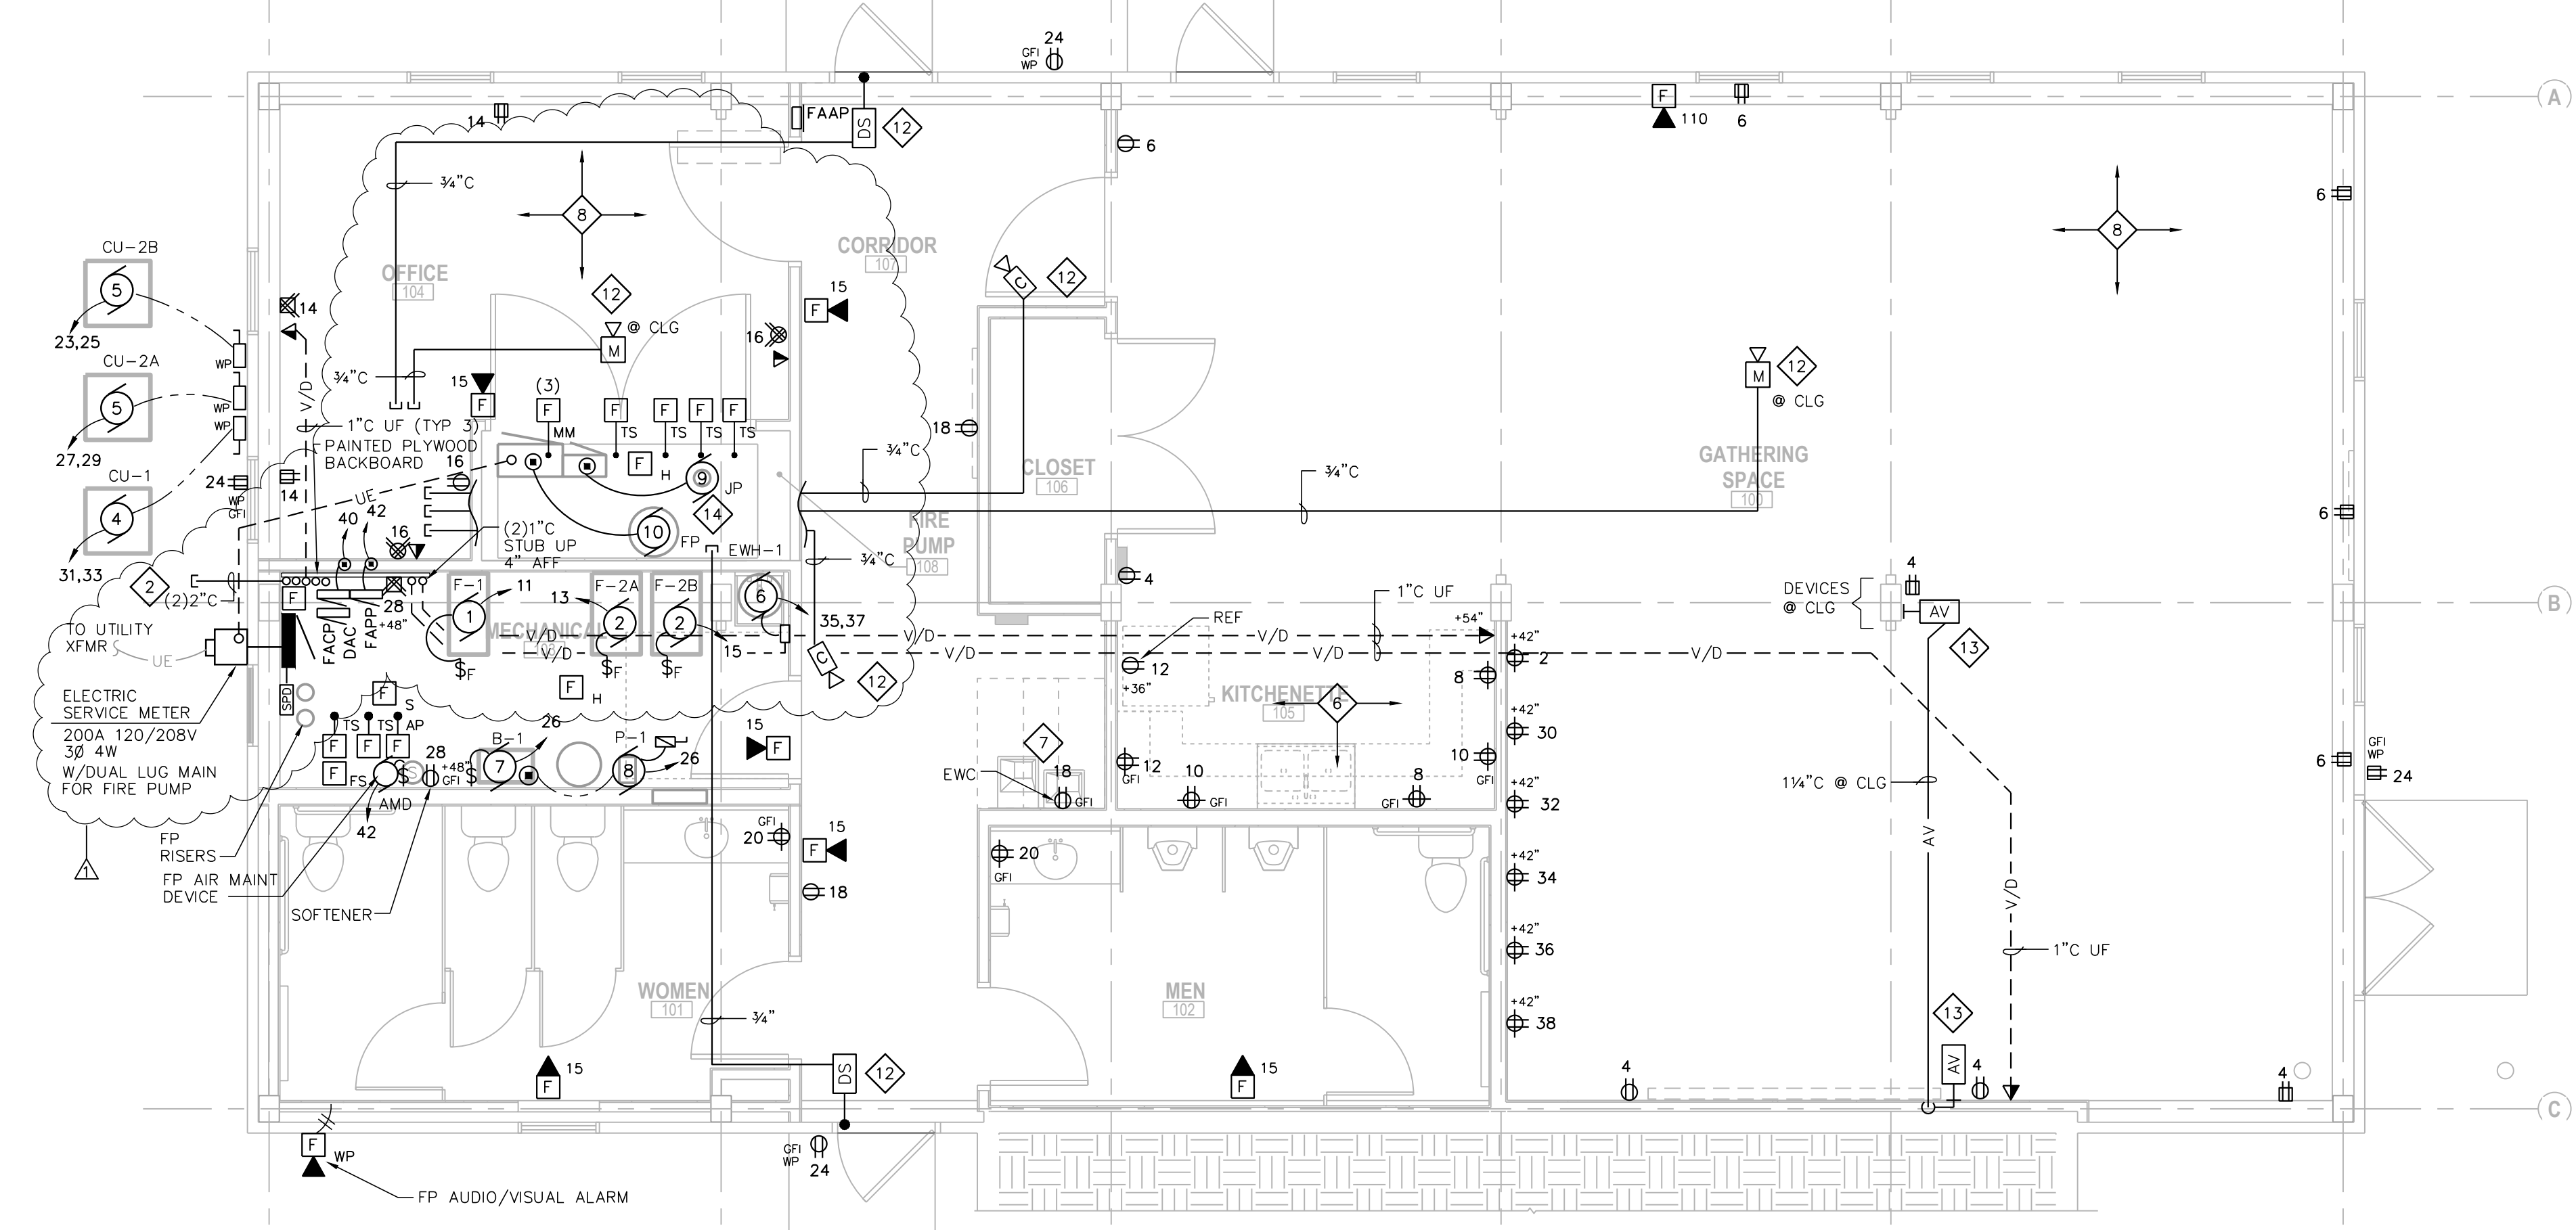 24
GFI
WP
A
14
FAAP
DS
12
F
110
6
6
¾"C
8
6
8
CU-2B
5
23,25
OFFICE
104
CORRIDOR
107
12
C
12
14
15
F
@ CLG
M
16
WP
CU-2A
5
27,29
WP
WP
V/D
¾"C
15
F
(3)
F
MM
F
TS
F
TS
F
TS
M
12
@ CLG
1"C UF (TYP 3)
PAINTED PLYWOOD
BACKBOARD
16
F
H
9
JP
18
¾"C
¾"C
CLOSET
106
GATHERING
SPACE
100
CU-1
4
31,33
24
WP
GFI
14
UE
40
42
16
(2)1"C
STUB UP
4" AFF
10
FP
14
EWH-1
FIRE
PUMP
108
¾"C
6
2
(2)2"C
F
28
+48"
FACP
DAC
FAPP
F-1
1
11
MECHANICAL
103
13
F-2A
2
F-2B
2
15
6
35,37
4
REF
1"C UF
+54"
DEVICES
@ CLG
4
AV
13
B
TO UTILITY
XFMR
UE
V/D
V/D
V/D
V/D
V/D
V/D
V/D
V/D
$F
$F
$F
C
12
12
+36"
+42"
2
8
ELECTRIC
SERVICE METER
200A 120/208V
3Ø 4W
W/DUAL LUG MAIN
FOR FIRE PUMP
SPD
F
S
F
H
KITCHENETTE
105
6
+42"
30
TS
TS
AP
F
F
F
F
FS
$
S
28
+48"
GFI
$
B-1
7
26
P-1
8
26
15
F
7
EWC
18
GFI
12
GFI
10
GFI
8
GFI
10
GFI
+42"
32
1¼"C @ CLG
6
GFI
WP
24
AMD
42
1
FP
RISERS
FP AIR MAINT
DEVICE
SOFTENER
GFI
20
15
F
18
20
GFI
+42"
34
AV
V/D
+42"
36
1"C UF
WOMEN
101
¾"
MEN
102
+42"
38
13
15
F
DS
12
15
F
4
AV
4
4
C
F
WP
GFI
WP
24
FP AUDIO/VISUAL ALARM